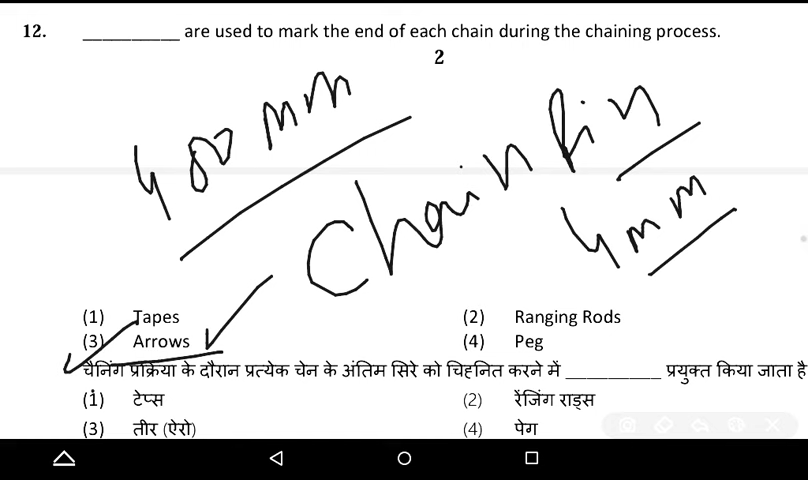 12. __________ are used to mark the end of each chain during the chaining process.
2
400 mm
Chain Pin
4 mm
(1) Tapes (2) Ranging Rods
(3) Arrows (4) Peg
चैनिंग प्रक्रिया के दौरान प्रत्येक चेन के अंतिम सिरे को चिह्नित करने में __________ प्रयुक्त किया जाता है
(1) टेप्स (2) रेंजिंग राड्स
(3) तीर (ऐरो) (4) पेग